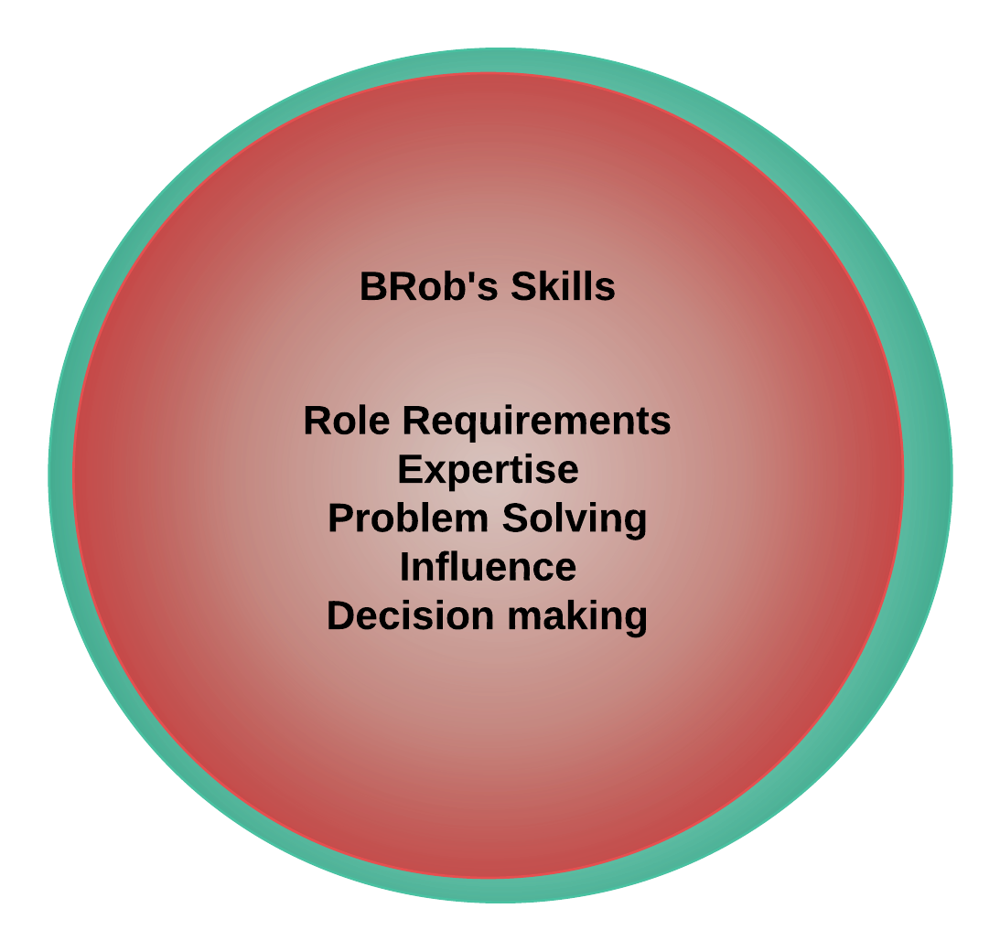 BRob's Skills
Role Requirements
Expertise
Problem Solving
Influence
Decision making